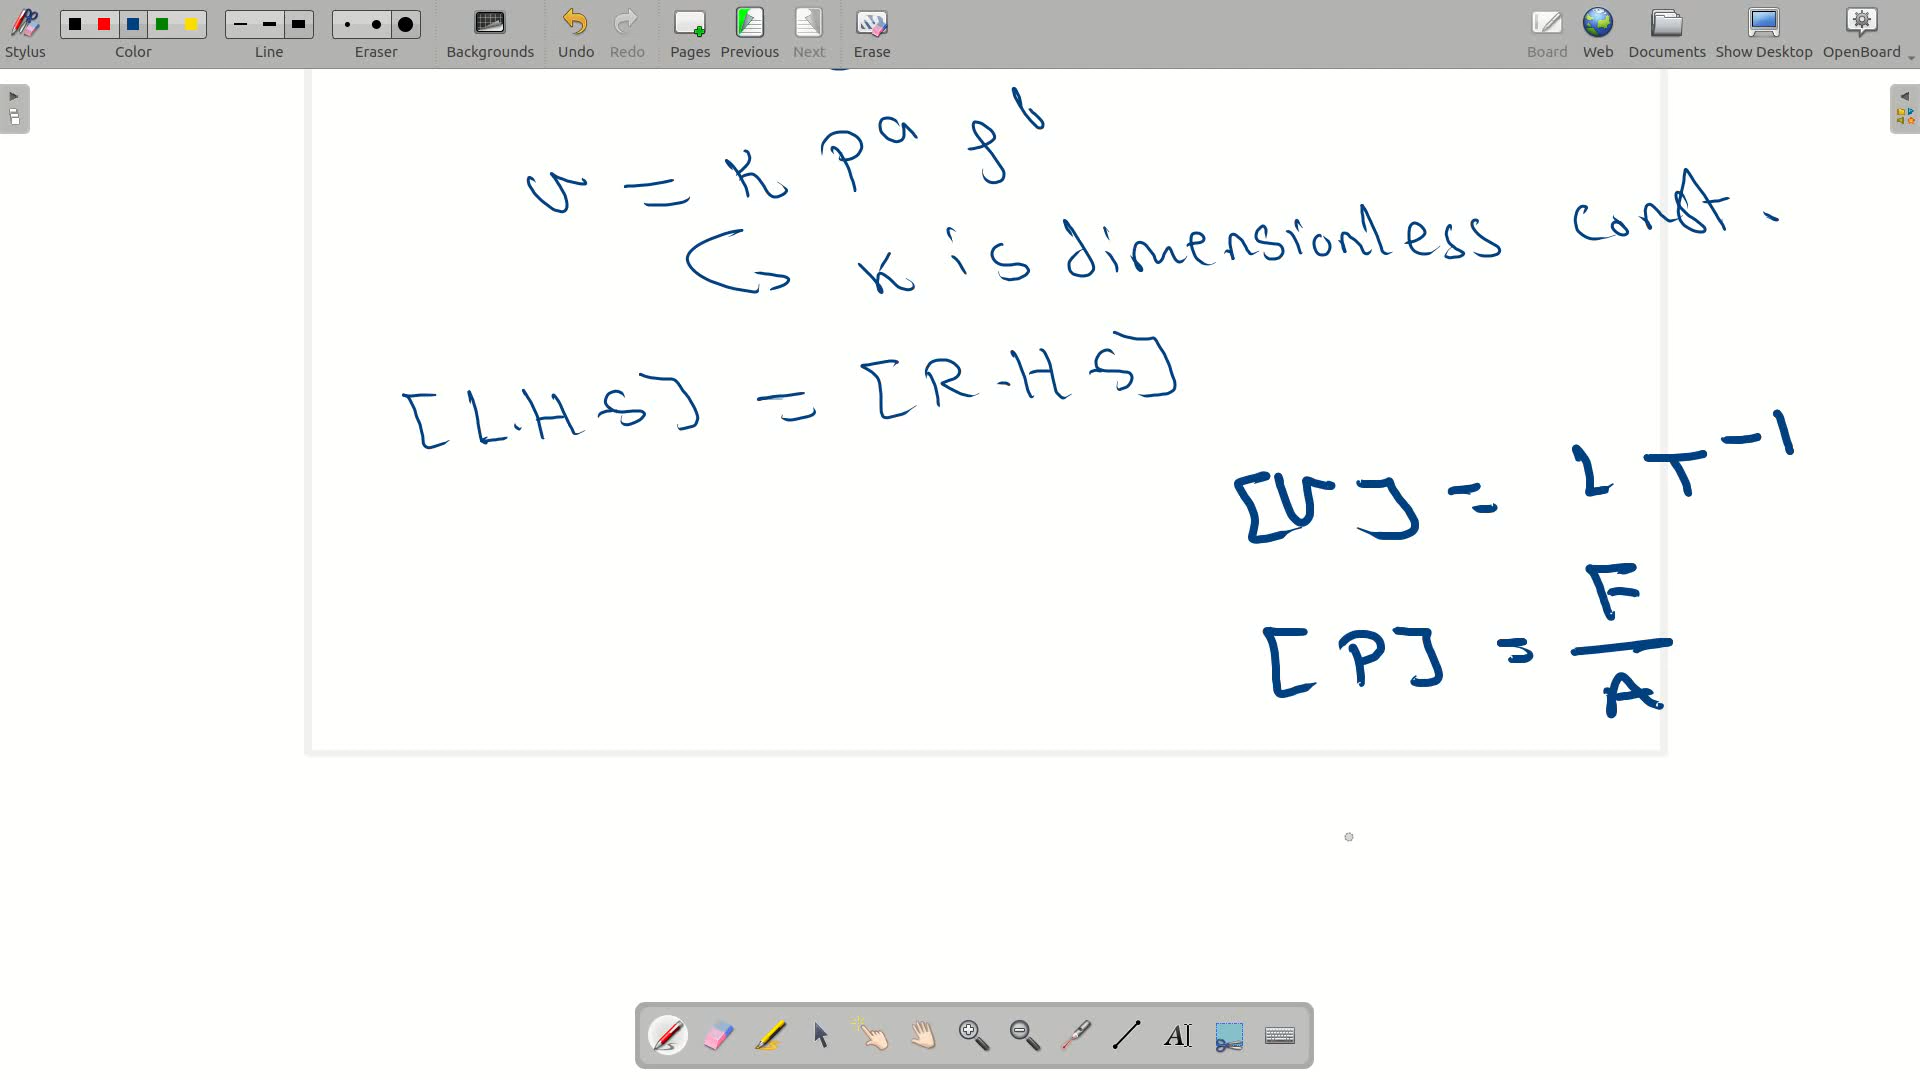 Stylus Color Line Eraser Backgrounds Undo Redo Pages Previous Next Erase Board Web Documents Show Desktop OpenBoard
v = K P^a ρ^b
K is dimensionless const.
[L.H S] = [R.H S]
[V] = L T^-1
[P] = F/A